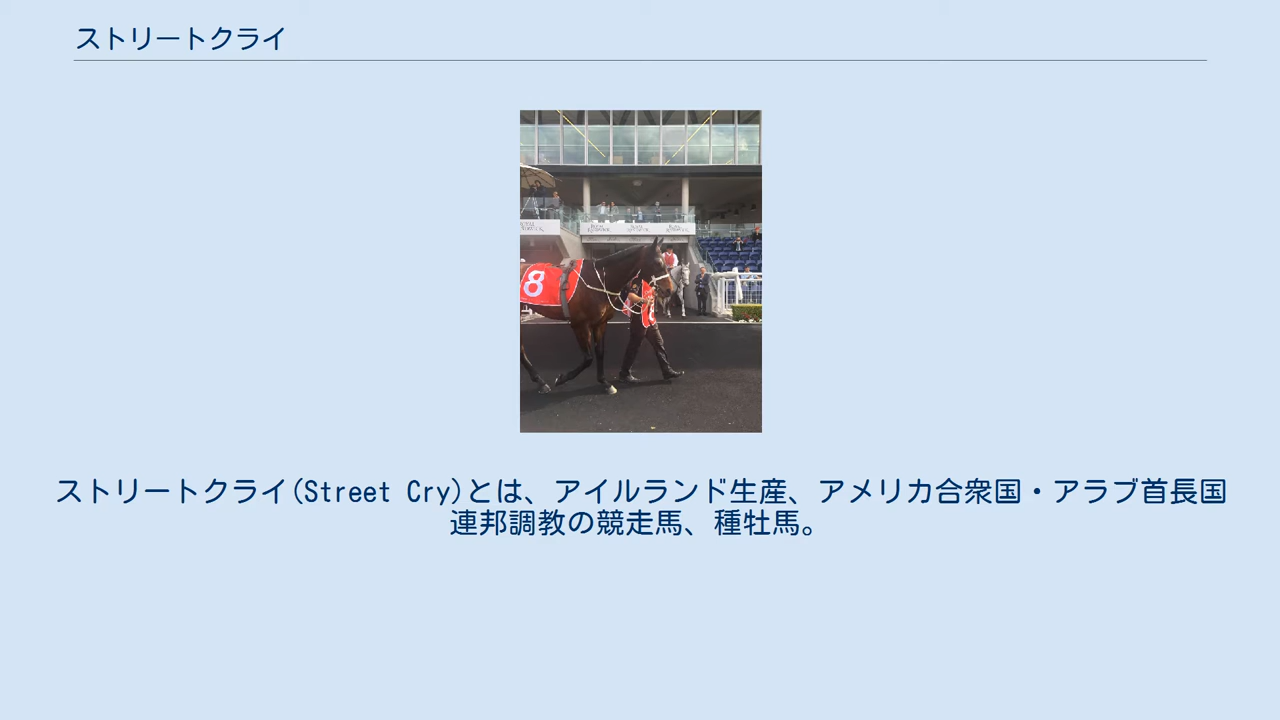 ストリートクライ
8
ストリートクライ(Street Cry)とは、アイルランド生産、アメリカ合衆国・アラブ首長国
連邦調教の競走馬、種牡馬。